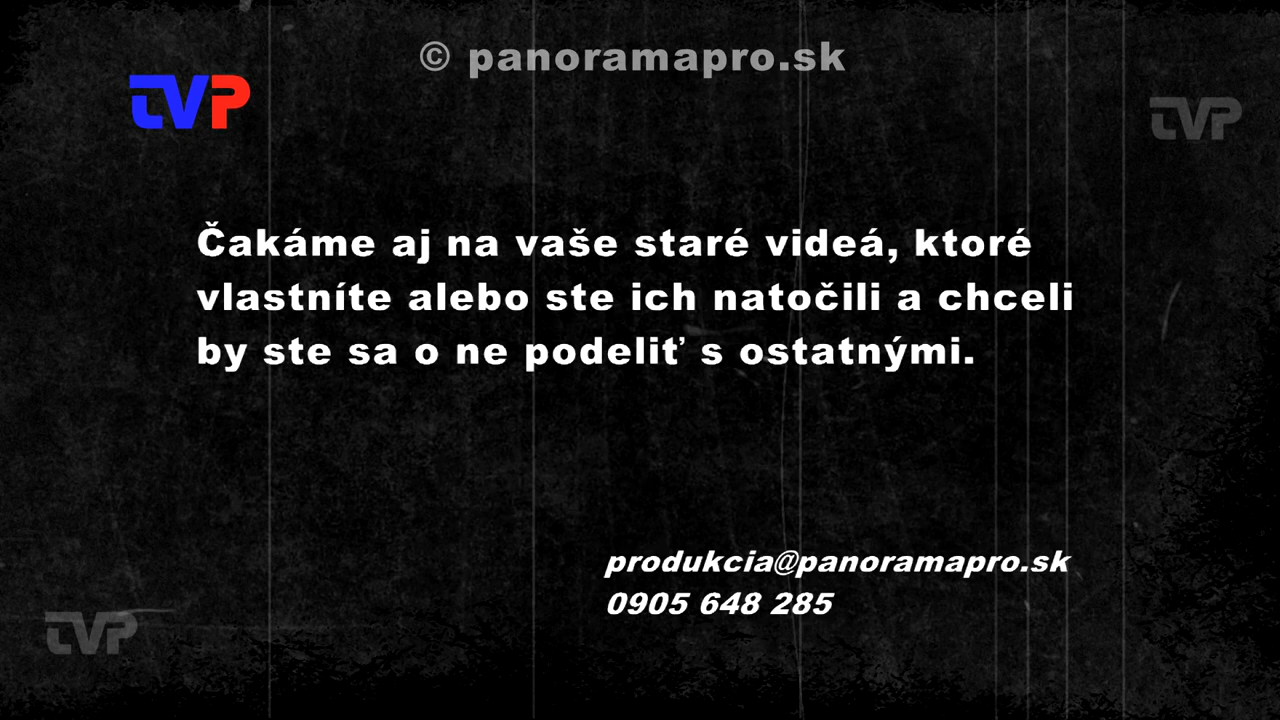 © panoramapro.sk
TVP
TVP
Čakáme aj na vaše staré videá, ktoré
vlastníte alebo ste ich natočili a chceli
by ste sa o ne podeliť s ostatnými.
produkcia@panoramapro.sk
0905 648 285
TVP